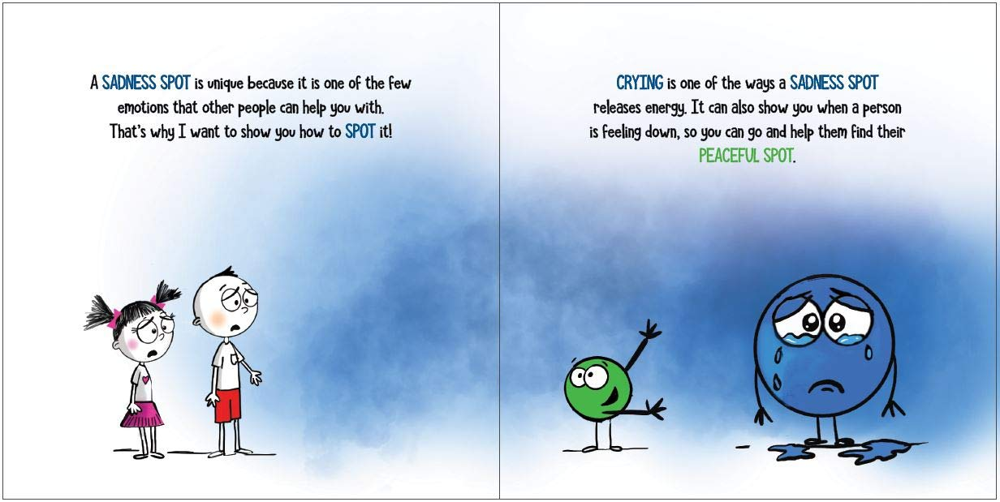 A SADNESS SPOT is unique because it is one of the few
emotions that other people can help you with.
That's why I want to show you how to SPOT it!
CRYING is one of the ways a SADNESS SPOT
releases energy. It can also show you when a person
is feeling down, so you can go and help them find their
PEACEFUL SPOT.